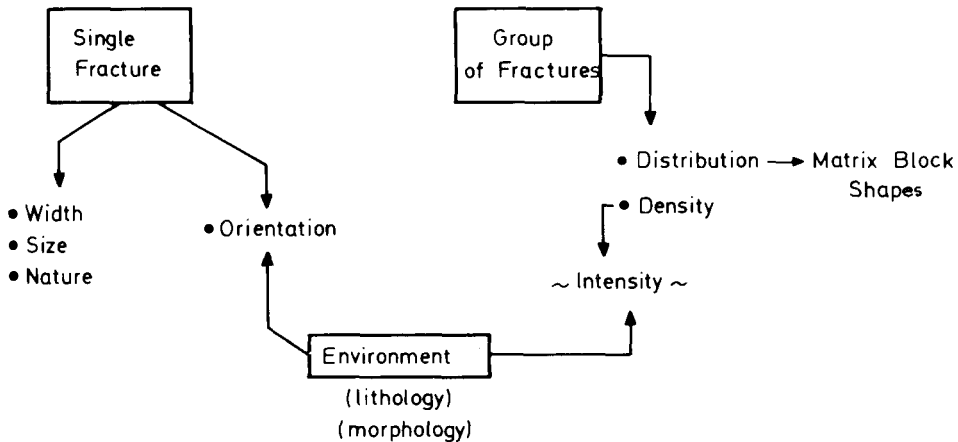 Single
Fracture
Group
of Fractures
• Distribution
Matrix Block
Shapes
• Density
• Width
• Size
• Nature
• Orientation
~ Intensity ~
Environment
(lithology)
(morphology)